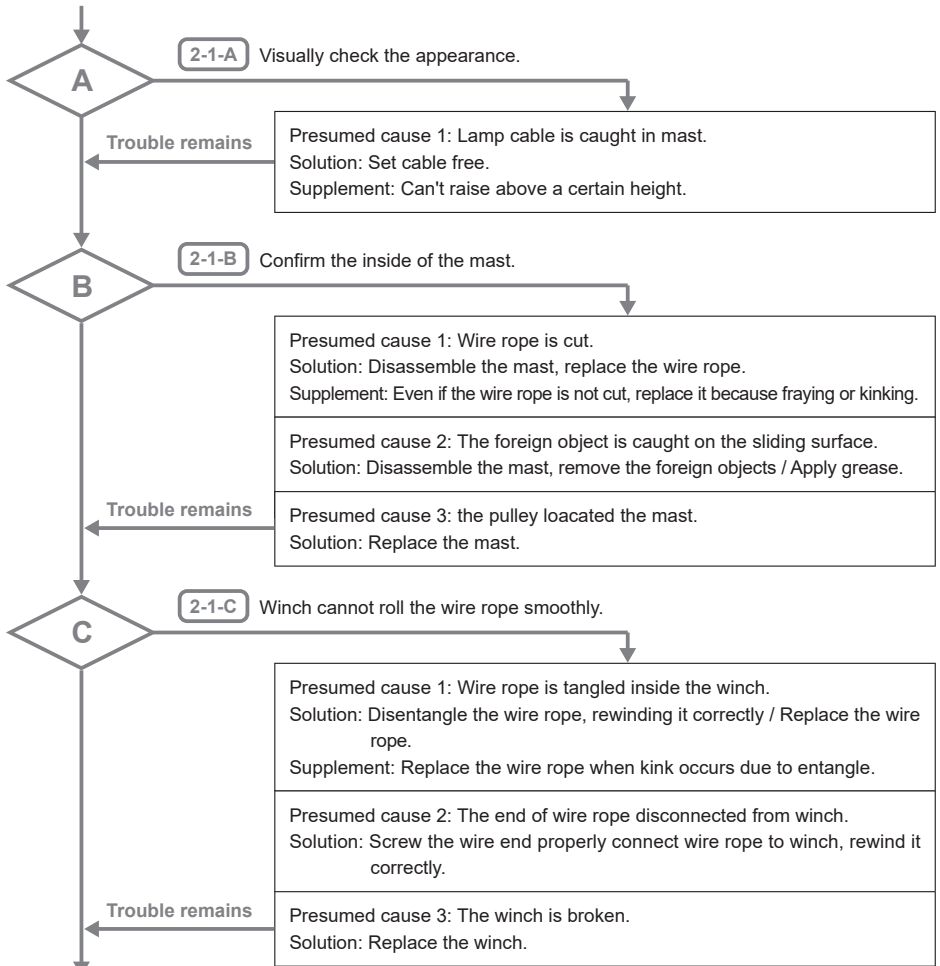 A
2-1-A Visually check the appearance.
Trouble remains
Presumed cause 1: Lamp cable is caught in mast.
Solution: Set cable free.
Supplement: Can't raise above a certain height.
B
2-1-B Confirm the inside of the mast.
Presumed cause 1: Wire rope is cut.
Solution: Disassemble the mast, replace the wire rope.
Supplement: Even if the wire rope is not cut, replace it because fraying or kinking.
Presumed cause 2: The foreign object is caught on the sliding surface.
Solution: Disassemble the mast, remove the foreign objects / Apply grease.
Trouble remains
Presumed cause 3: the pulley loacated the mast.
Solution: Replace the mast.
C
2-1-C Winch cannot roll the wire rope smoothly.
Presumed cause 1: Wire rope is tangled inside the winch.
Solution: Disentangle the wire rope, rewinding it correctly / Replace the wire
rope.
Supplement: Replace the wire rope when kink occurs due to entangle.
Presumed cause 2: The end of wire rope disconnected from winch.
Solution: Screw the wire end properly connect wire rope to winch, rewind it
correctly.
Trouble remains
Presumed cause 3: The winch is broken.
Solution: Replace the winch.